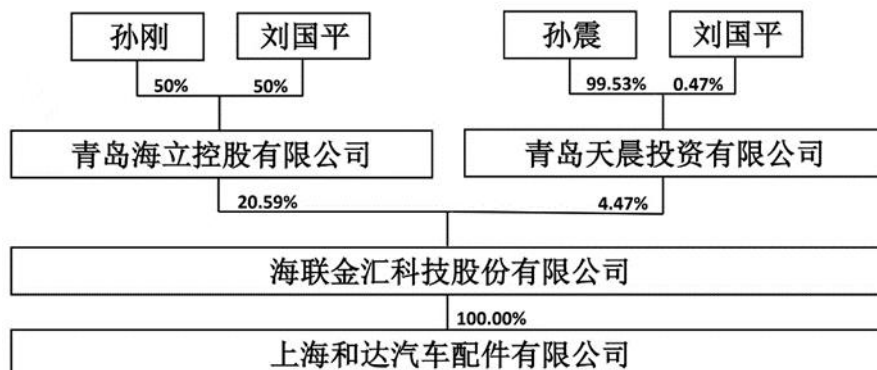 孙刚 刘国平 孙震 刘国平
50% 50% 99.53% 0.47%
青岛海立控股有限公司 青岛天晨投资有限公司
20.59% 4.47%
海联金汇科技股份有限公司
100.00%
上海和达汽车配件有限公司